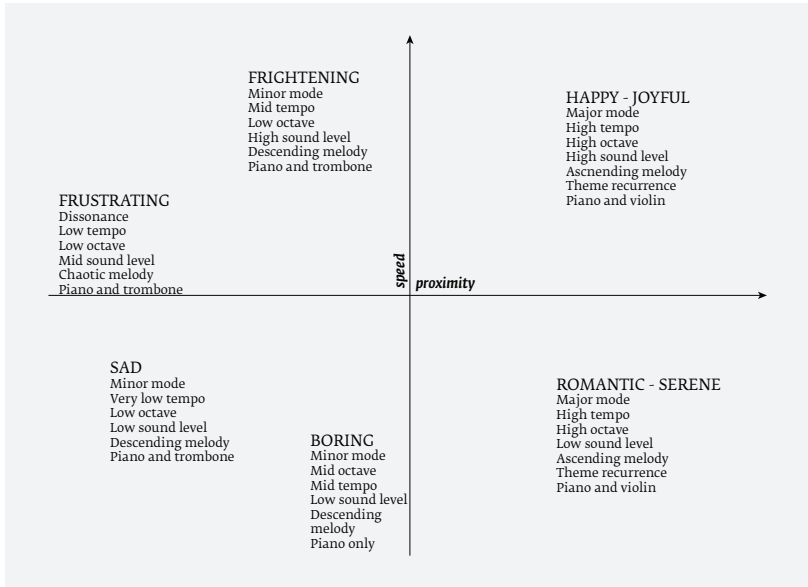 FRIGHTENING
Minor mode
Mid tempo
Low octave
High sound level
Descending melody
Piano and trombone
HAPPY - JOYFUL
Major mode
High tempo
High octave
High sound level
Ascnending melody
Theme recurrence
Piano and violin
FRUSTRATING
Dissonance
Low tempo
Low octave
Mid sound level
Chaotic melody
Piano and trombone
speed
proximity
SAD
Minor mode
Very low tempo
Low octave
Low sound level
Descending melody
Piano and trombone
BORING
Minor mode
Mid octave
Mid tempo
Low sound level
Descending
melody
Piano only
ROMANTIC - SERENE
Major mode
High tempo
High octave
Low sound level
Ascending melody
Theme recurrence
Piano and violin